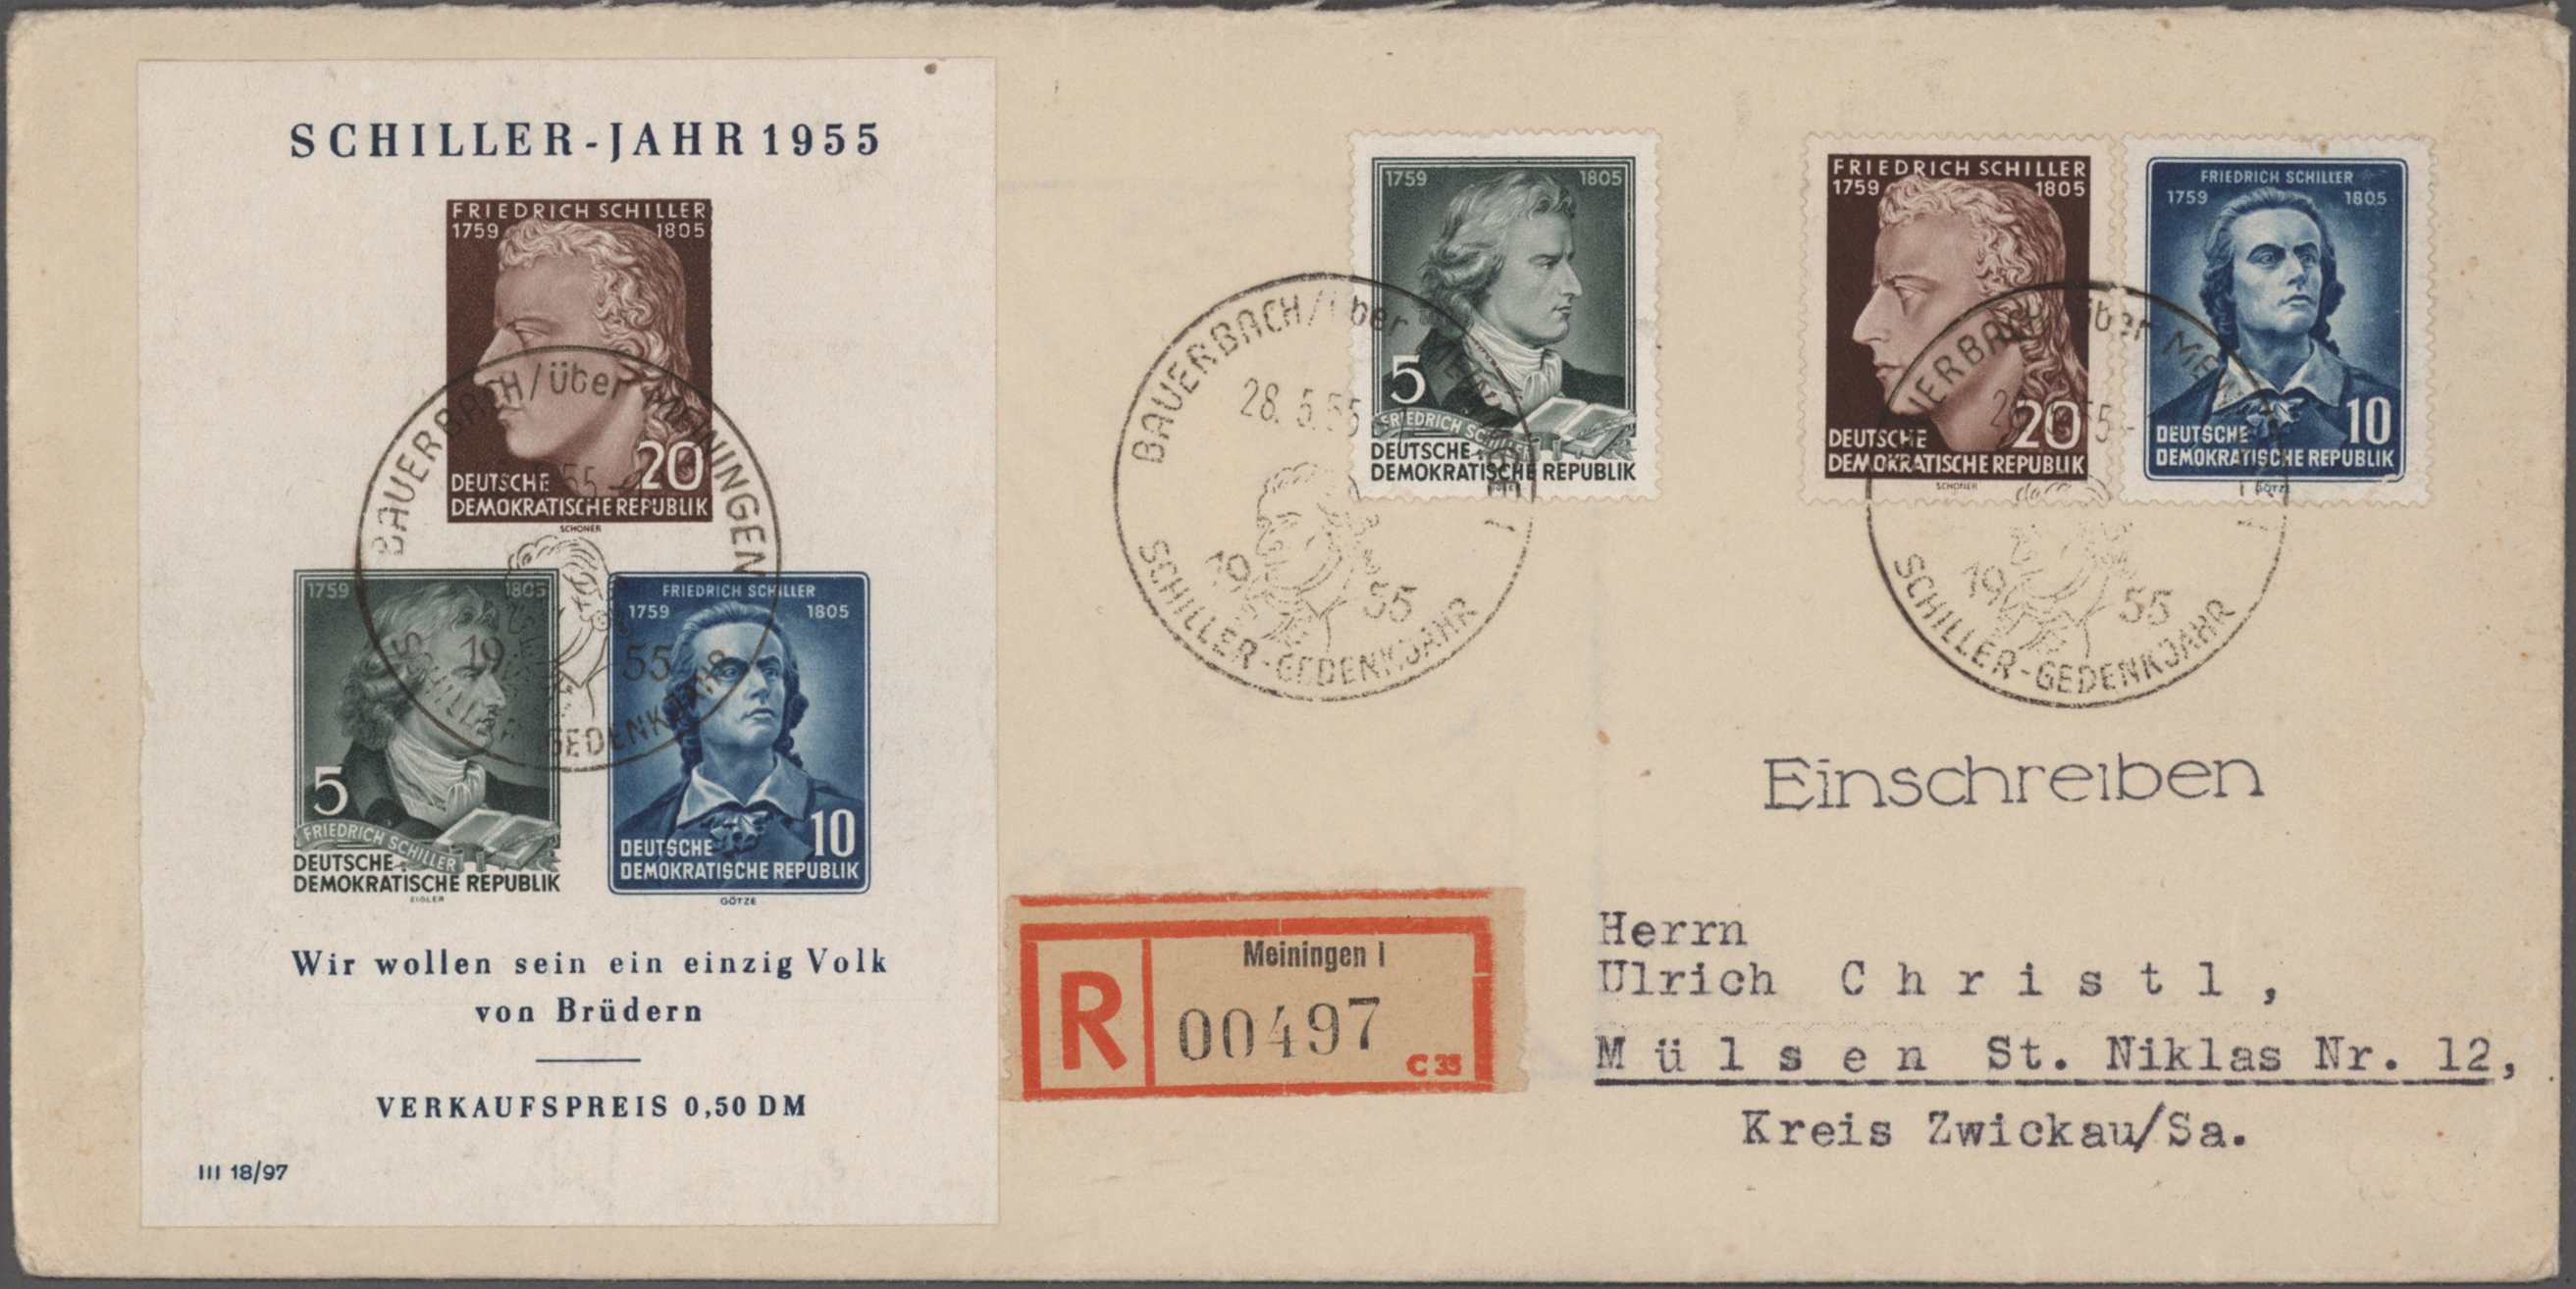 SCHILLER-JAHR 1955
FRIEDRICH SCHILLER
1759 1805
20
DEUTSCHE
DEMOKRATISCHE REPUBLIK
SCHONER
BAUERBACH/über MEININGEN
55
19 55
SCHILLER-GEDENKJAHR
1759 1805
5
FRIEDRICH SCHILLER
DEUTSCHE
DEMOKRATISCHE REPUBLIK
EIGLER
FRIEDRICH SCHILLER
1759 1805
10
DEUTSCHE
DEMOKRATISCHE REPUBLIK
GÖTZE
Wir wollen sein ein einzig Volk
von Brüdern
VERKAUFSPREIS 0,50 DM
III 18/97
1759 1805
5
FRIEDRICH SCHILLER
DEUTSCHE
DEMOKRATISCHE REPUBLIK
BAUERBACH/über
28.5.55
19 55
SCHILLER-GEDENKJAHR
FRIEDRICH SCHILLER
1759 1805
20
DEUTSCHE
DEMOKRATISCHE REPUBLIK
SCHONER
FRIEDRICH SCHILLER
1759 1805
10
DEUTSCHE
DEMOKRATISCHE REPUBLIK
GÖTZE
über
19 55
SCHILLER-GEDENKJAHR
Einschreiben
Meiningen I
R
00497
C 35
Herrn
Ulrich Christl,
Mülsen St. Niklas Nr. 12,
Kreis Zwickau/Sa.